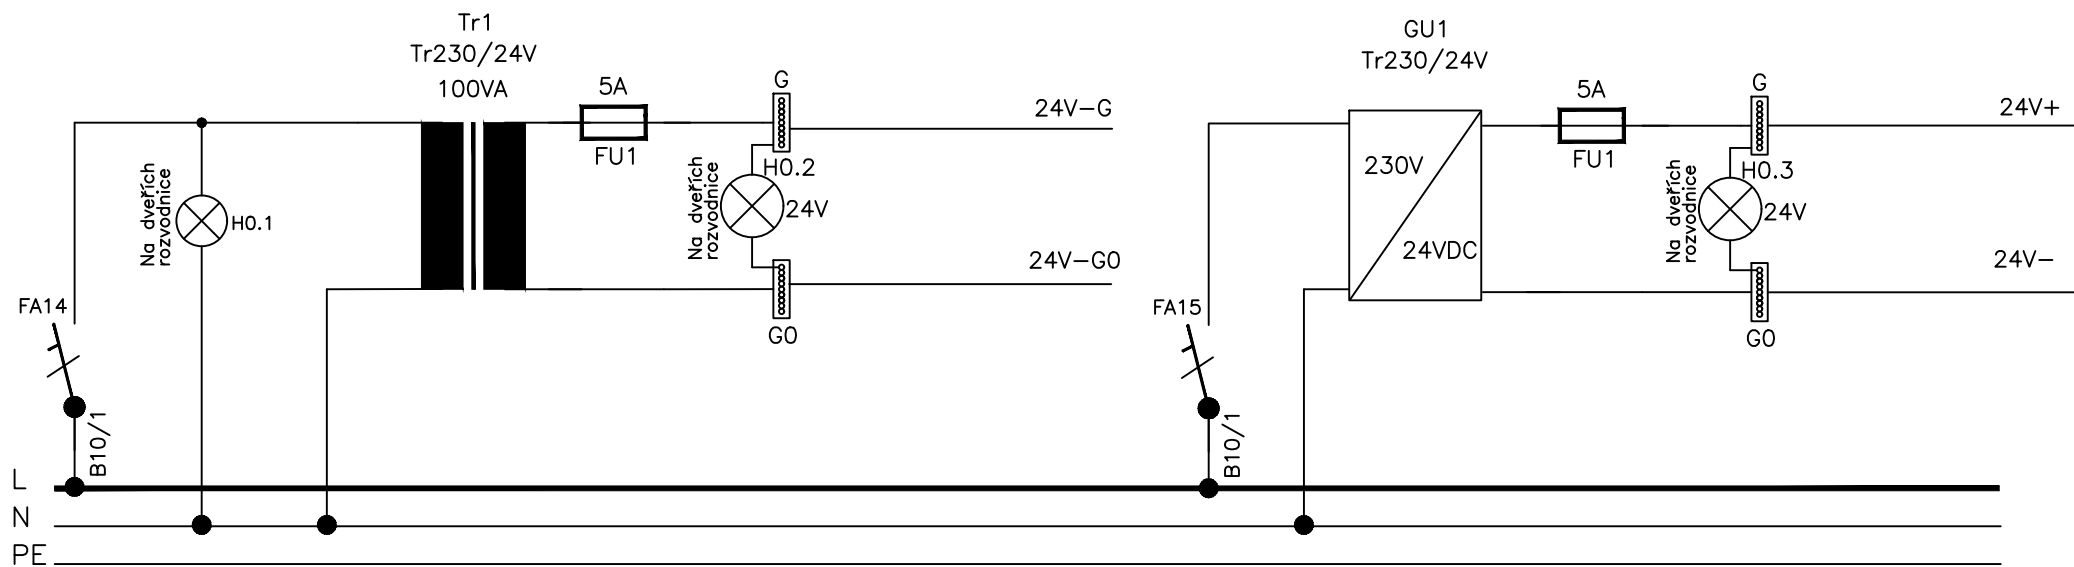 Tr1
Tr230/24V
100VA
5A
FU1
G
24V-G
H0.2
24V
Na dveřích
rozvodnice
24V-G0
G0
Na dveřích
rozvodnice
H0.1
FA14
B10/1
GU1
Tr230/24V
230V
24VDC
5A
FU1
G
24V+
H0.3
24V
Na dveřích
rozvodnice
24V-
G0
FA15
B10/1
L
N
PE